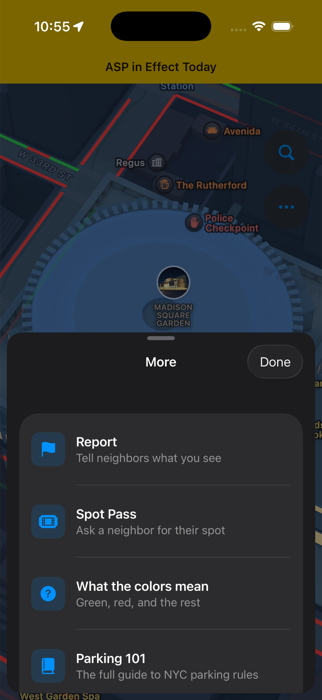 10:55
ASP in Effect Today
Station
Avenida
W 33RD ST
Regus
The Rutherford
Police
Checkpoint
MADISON
SQUARE
GARDEN
More
Done
Report
Tell neighbors what you see
Spot Pass
Ask a neighbor for their spot
What the colors mean
Green, red, and the rest
Parking 101
The full guide to NYC parking rules
West Garden Spa